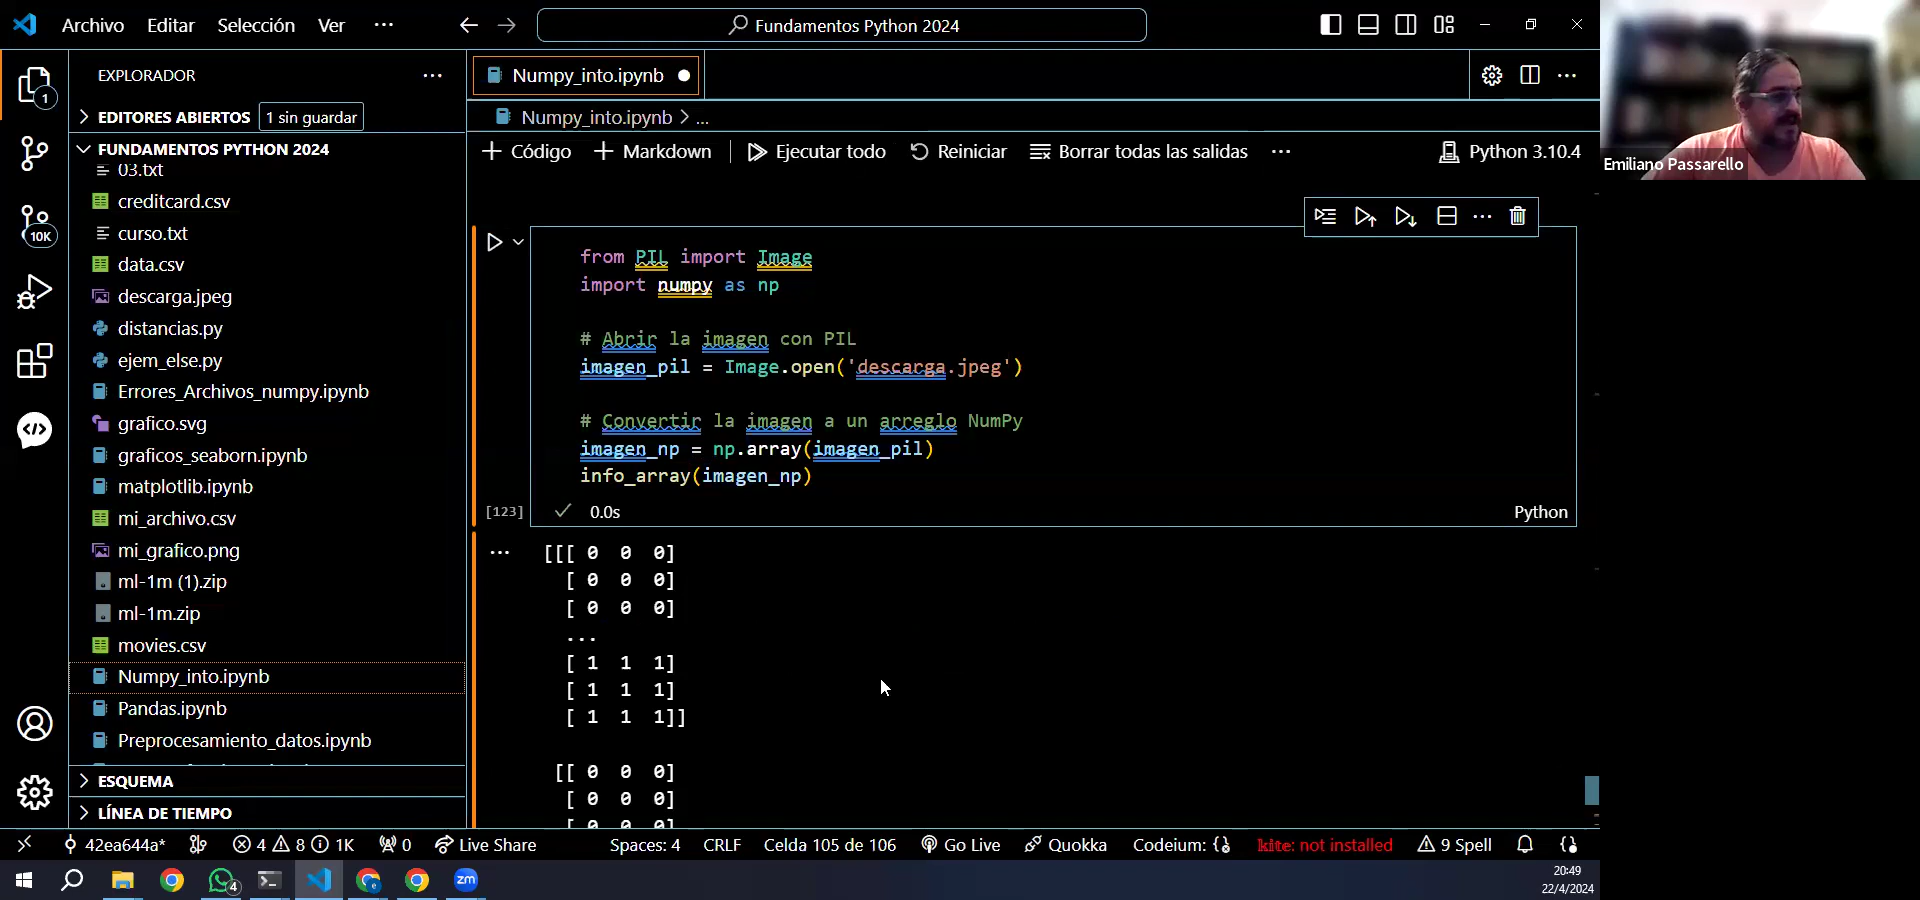 Archivo Editar Selección Ver ···
Fundamentos Python 2024
EXPLORADOR ···
EDITORES ABIERTOS 1 sin guardar
FUNDAMENTOS PYTHON 2024
03.txt
creditcard.csv
curso.txt
data.csv
descarga.jpeg
distancias.py
ejem_else.py
Errores_Archivos_numpy.ipynb
grafico.svg
graficos_seaborn.ipynb
matplotlib.ipynb
mi_archivo.csv
mi_grafico.png
ml-1m (1).zip
ml-1m.zip
movies.csv
Numpy_into.ipynb
Pandas.ipynb
Preprocesamiento_datos.ipynb
ESQUEMA
LÍNEA DE TIEMPO
1
10K
Numpy_into.ipynb
Numpy_into.ipynb > ...
+ Código + Markdown Ejecutar todo Reiniciar Borrar todas las salidas ··· Python 3.10.4
from PIL import Image
import numpy as np
# Abrir la imagen con PIL
imagen_pil = Image.open('descarga.jpeg')
# Convertir la imagen a un arreglo NumPy
imagen_np = np.array(imagen_pil)
info_array(imagen_np)
[123] 0.0s Python
··· [[[ 0 0 0]
[ 0 0 0]
[ 0 0 0]
...
[ 1 1 1]
[ 1 1 1]
[ 1 1 1]]
[[ 0 0 0]
[ 0 0 0]
[ 0 0 0]
Emiliano Passarello
42ea644a* 4 8 1K 0 Live Share Spaces: 4 CRLF Celda 105 de 106 Go Live Quokka Codeium: {} kite: not installed 9 Spell
4
zm
20:49
22/4/2024